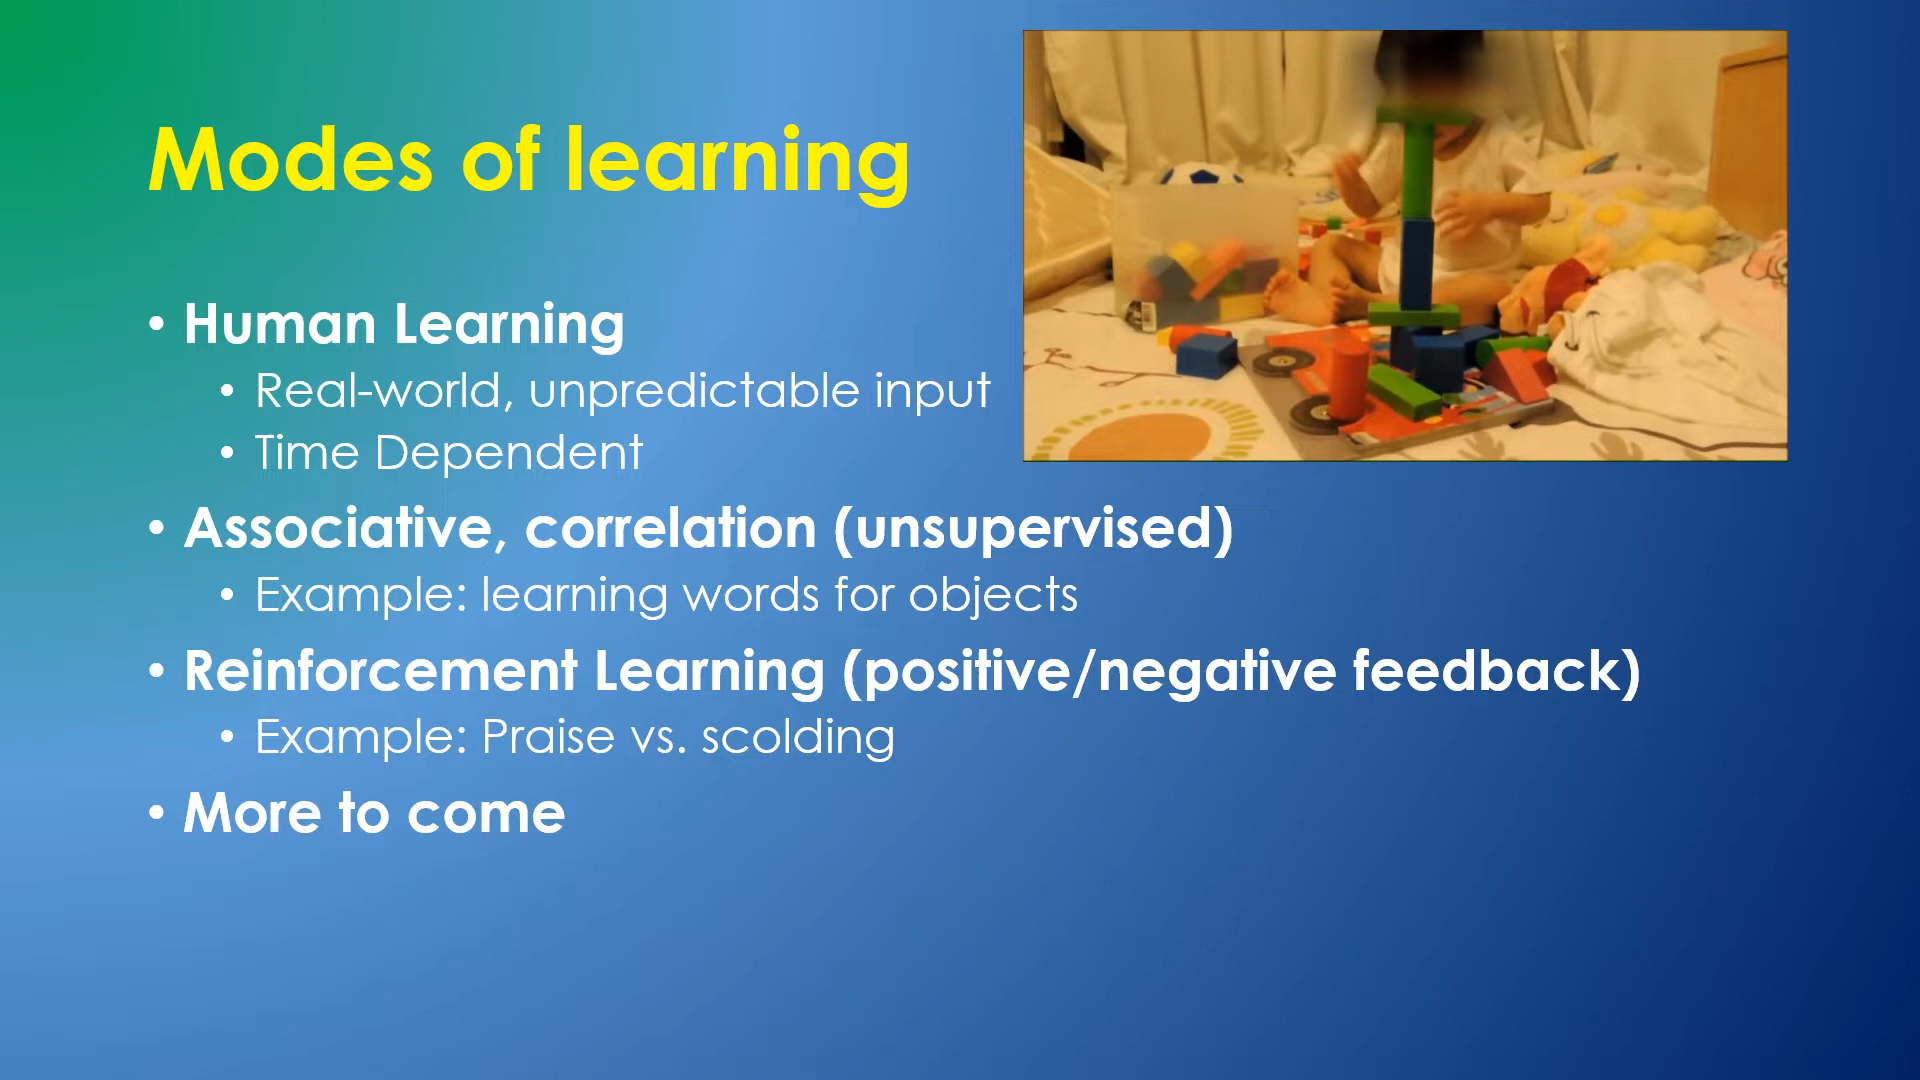 Modes of learning
• Human Learning
• Real-world, unpredictable input
• Time Dependent
• Associative, correlation (unsupervised)
• Example: learning words for objects
• Reinforcement Learning (positive/negative feedback)
• Example: Praise vs. scolding
• More to come